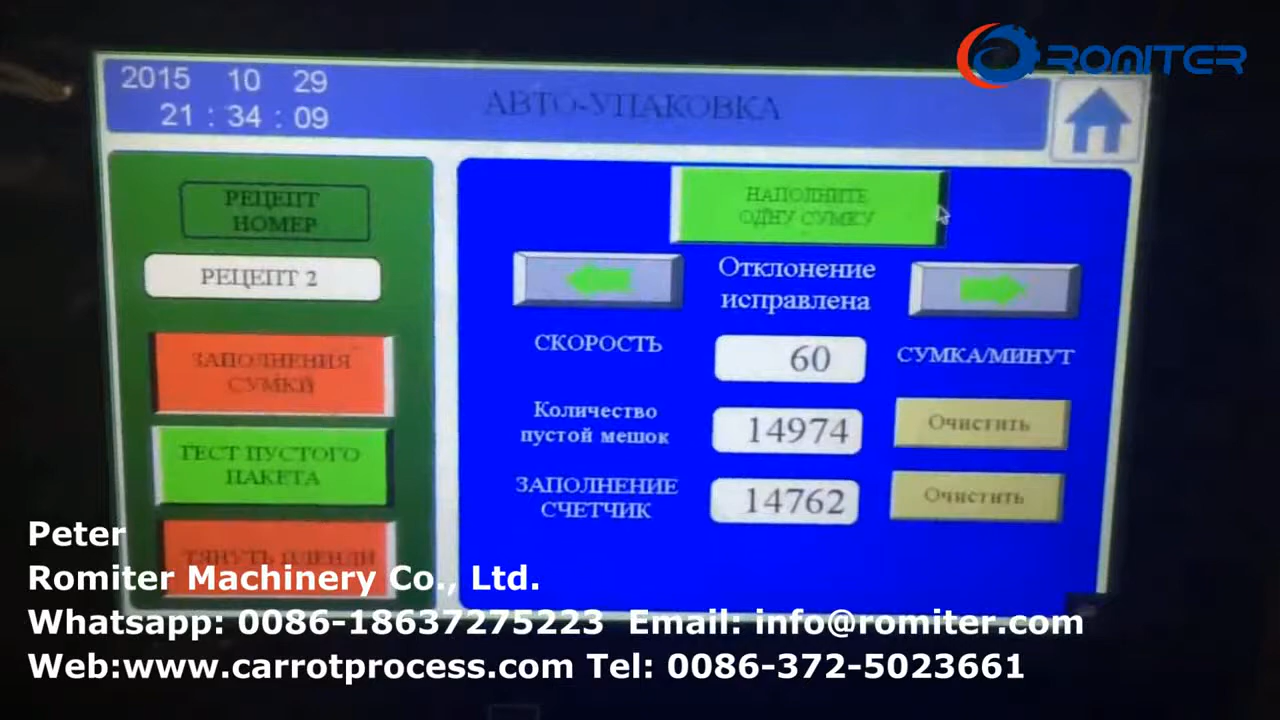 ROMITER
2015 10 29
21 : 34 : 09
АВТО-УПАКОВКА
РЕЦЕПТ
НОМЕР
РЕЦЕПТ 2
ЗАПОЛНЕНИЯ
СУМКИ
ТЕСТ ПУСТОГО
ПАКЕТА
ТЯНУТЬ
НАПОЛНИТЕ
ОДНУ СУМКУ
Отклонение
исправлена
СКОРОСТЬ
60
СУМКА/МИНУТ
Количество
пустой мешок
14974
Очистить
ЗАПОЛНЕНИЕ
СЧЕТЧИК
14762
Очистить
Peter
Romiter Machinery Co., Ltd.
Whatsapp: 0086-18637275223 Email: info@romiter.com
Web:www.carrotprocess.com Tel: 0086-372-5023661